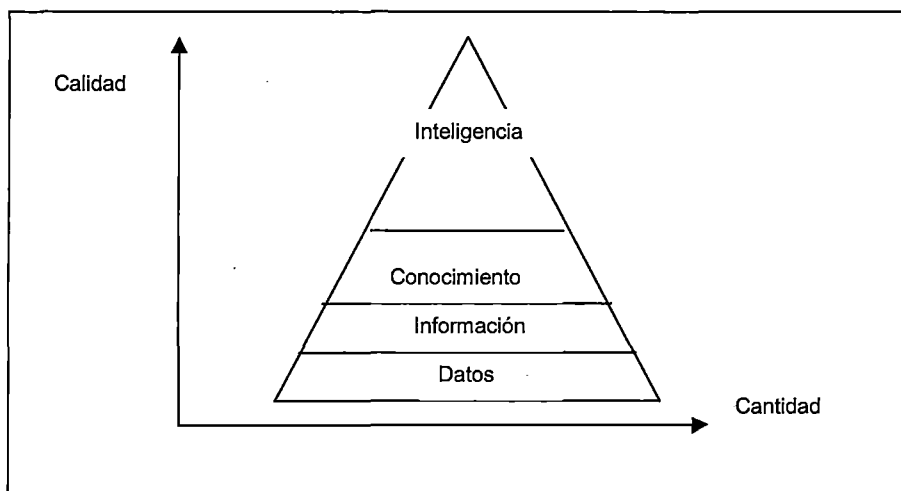 Calidad
Inteligencia
Conocimiento
Información
Datos
Cantidad